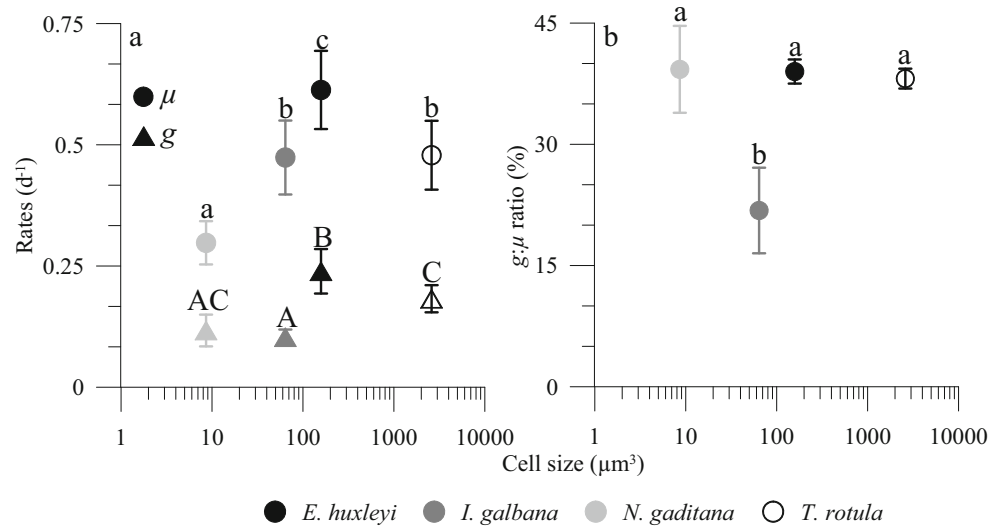 a
μ
g
Rates (d⁻¹)
0.75
0.5
0.25
0
a
b
c
b
AC
A
B
C
1 10 100 1000 10000
b
g:μ ratio (%)
45
30
15
0
a
b
a
a
1 10 100 1000 10000
Cell size (μm³)
E. huxleyi I. galbana N. gaditana T. rotula